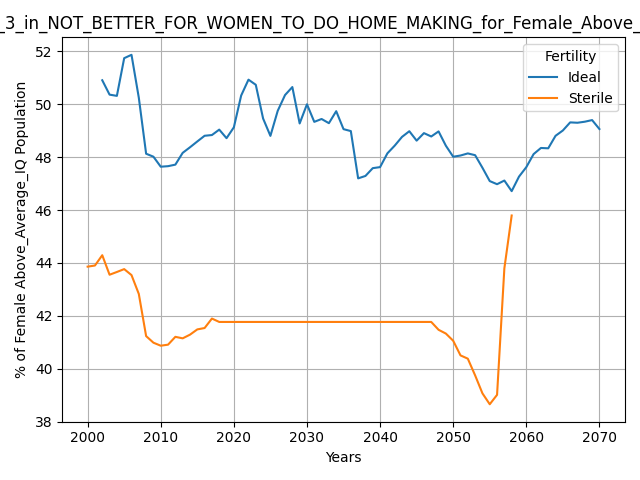 _3_in_NOT_BETTER_FOR_WOMEN_TO_DO_HOME_MAKING_for_Female_Above_
% of Female Above_Average_IQ Population
52
50
48
46
44
42
40
38
Fertility
Ideal
Sterile
2000 2010 2020 2030 2040 2050 2060 2070
Years